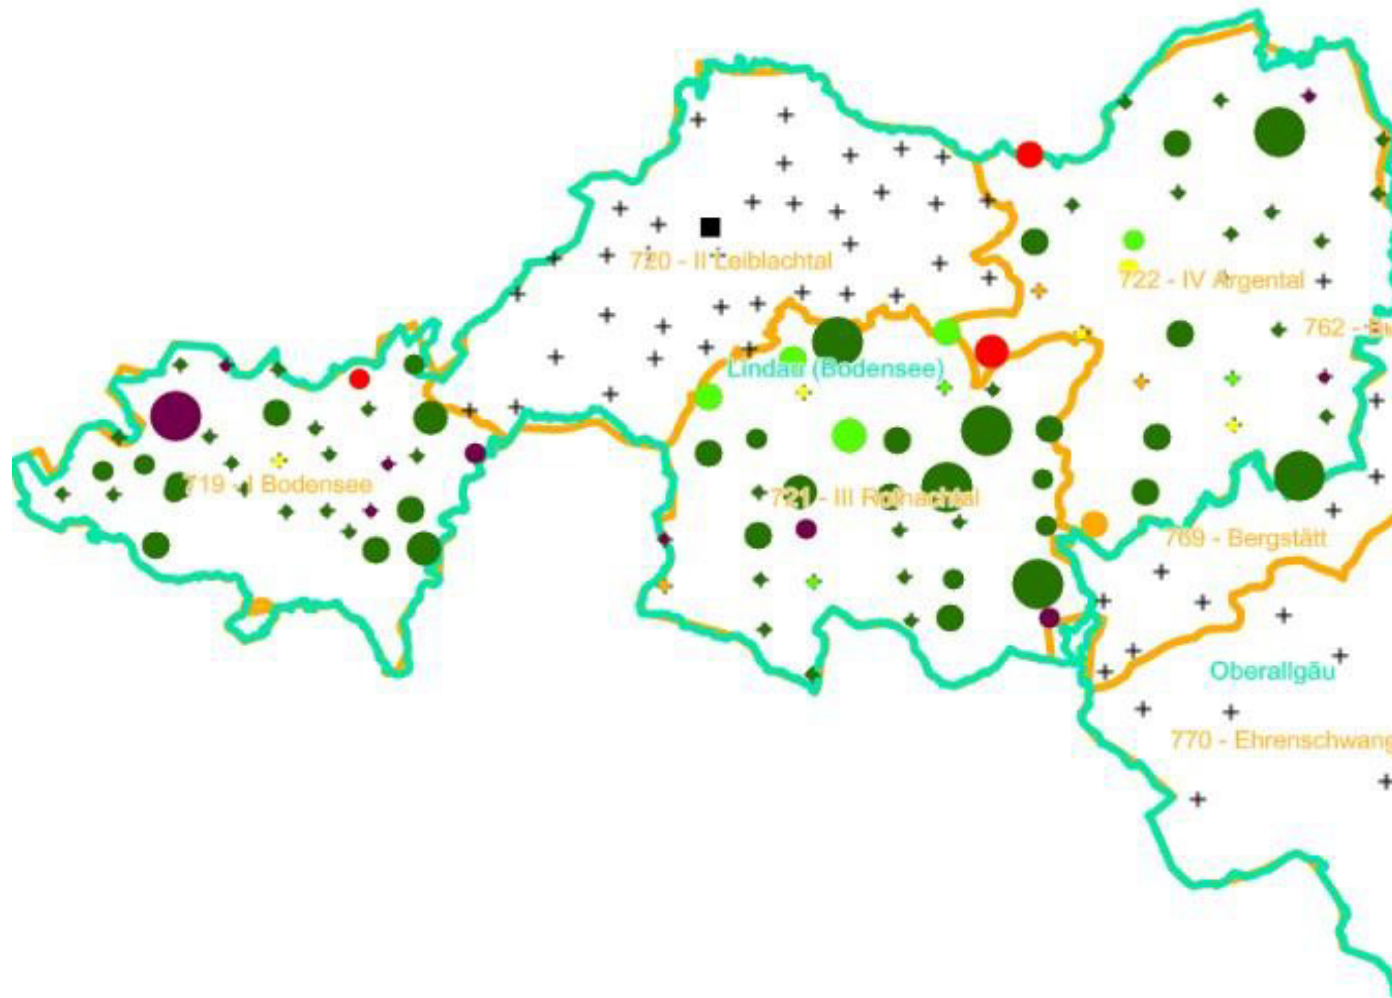 720 - II Leiblachtal
722 - IV Argental
762 - B
Lindau (Bodensee)
719 - I Bodensee
721 - III Rothachtal
769 - Bergstätt
Oberallgäu
770 - Ehrenschwang